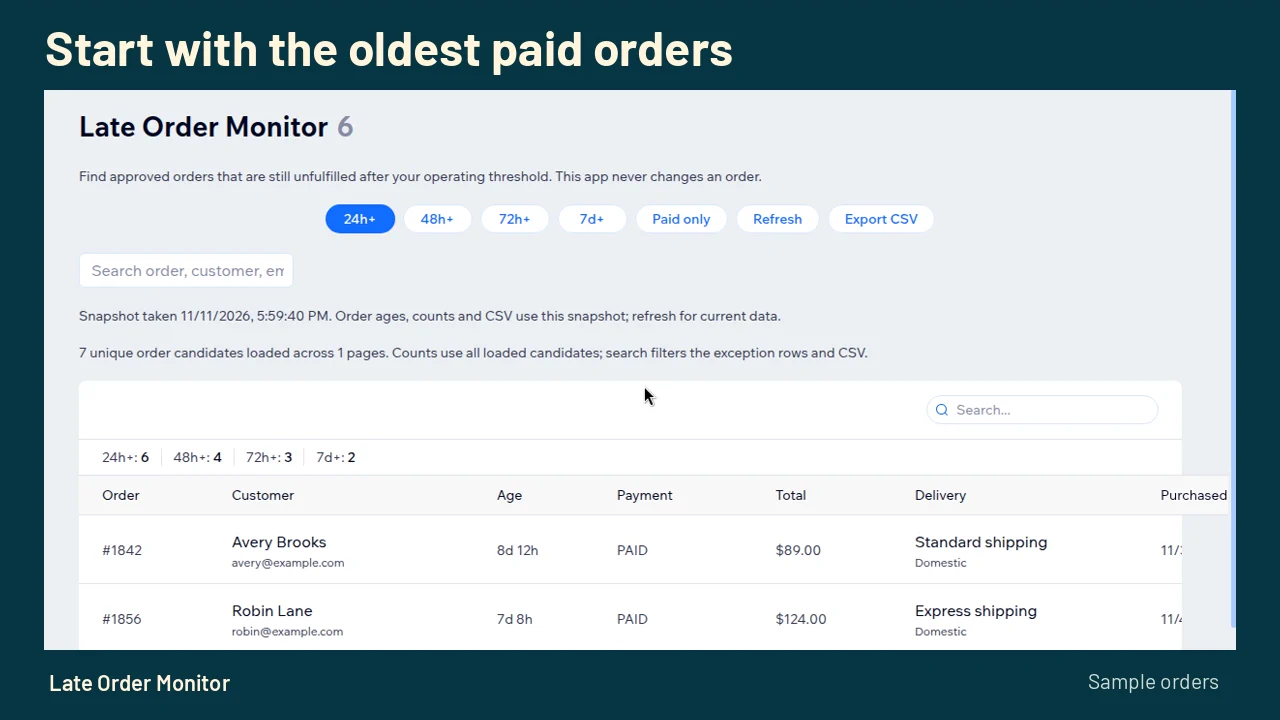 Start with the oldest paid orders
Late Order Monitor 6
Find approved orders that are still unfulfilled after your operating threshold. This app never changes an order.
24h+ 48h+ 72h+ 7d+ Paid only Refresh Export CSV
Search order, customer, em
Snapshot taken 11/11/2026, 5:59:40 PM. Order ages, counts and CSV use this snapshot; refresh for current data.
7 unique order candidates loaded across 1 pages. Counts use all loaded candidates; search filters the exception rows and CSV.
Search...
24h+: 6 48h+: 4 72h+: 3 7d+: 2
Order Customer Age Payment Total Delivery Purchased
#1842 Avery Brooks 8d 12h PAID $89.00 Standard shipping 11/
avery@example.com Domestic
#1856 Robin Lane 7d 8h PAID $124.00 Express shipping 11/
robin@example.com Domestic
Late Order Monitor
Sample orders